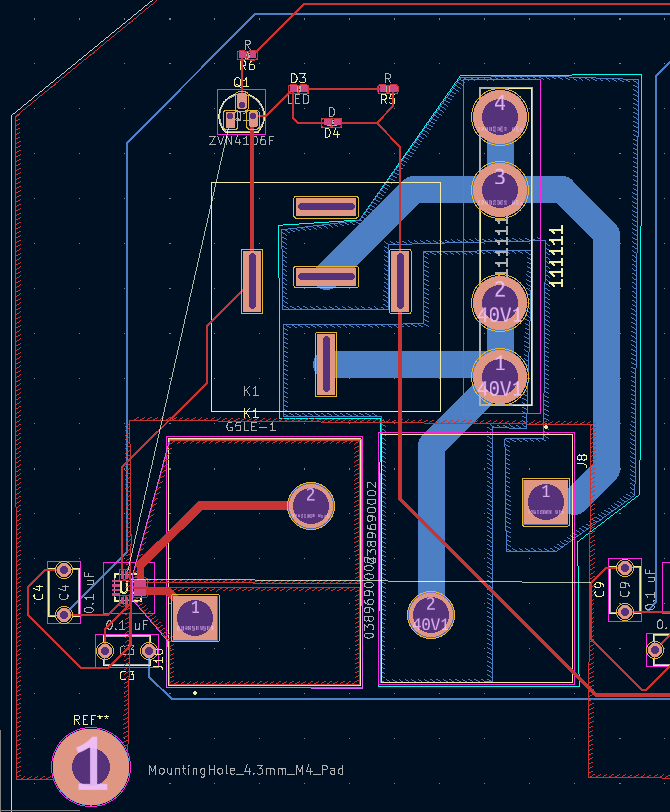 R
R6
Q1
ZVN4106F
D3
LED
R
R5
D
D4
4
3
111111
111111
2
40V1
1
40V1
K1
K1
G5LE-1
J8
2
0389690002
0389690002
1
1
2
40V1
C4
C4
0.1 uF
0.1 uF
C3
C3
J10
C9
C9
0.1 uF
0.
REF**
1
MountingHole_4.3mm_M4_Pad